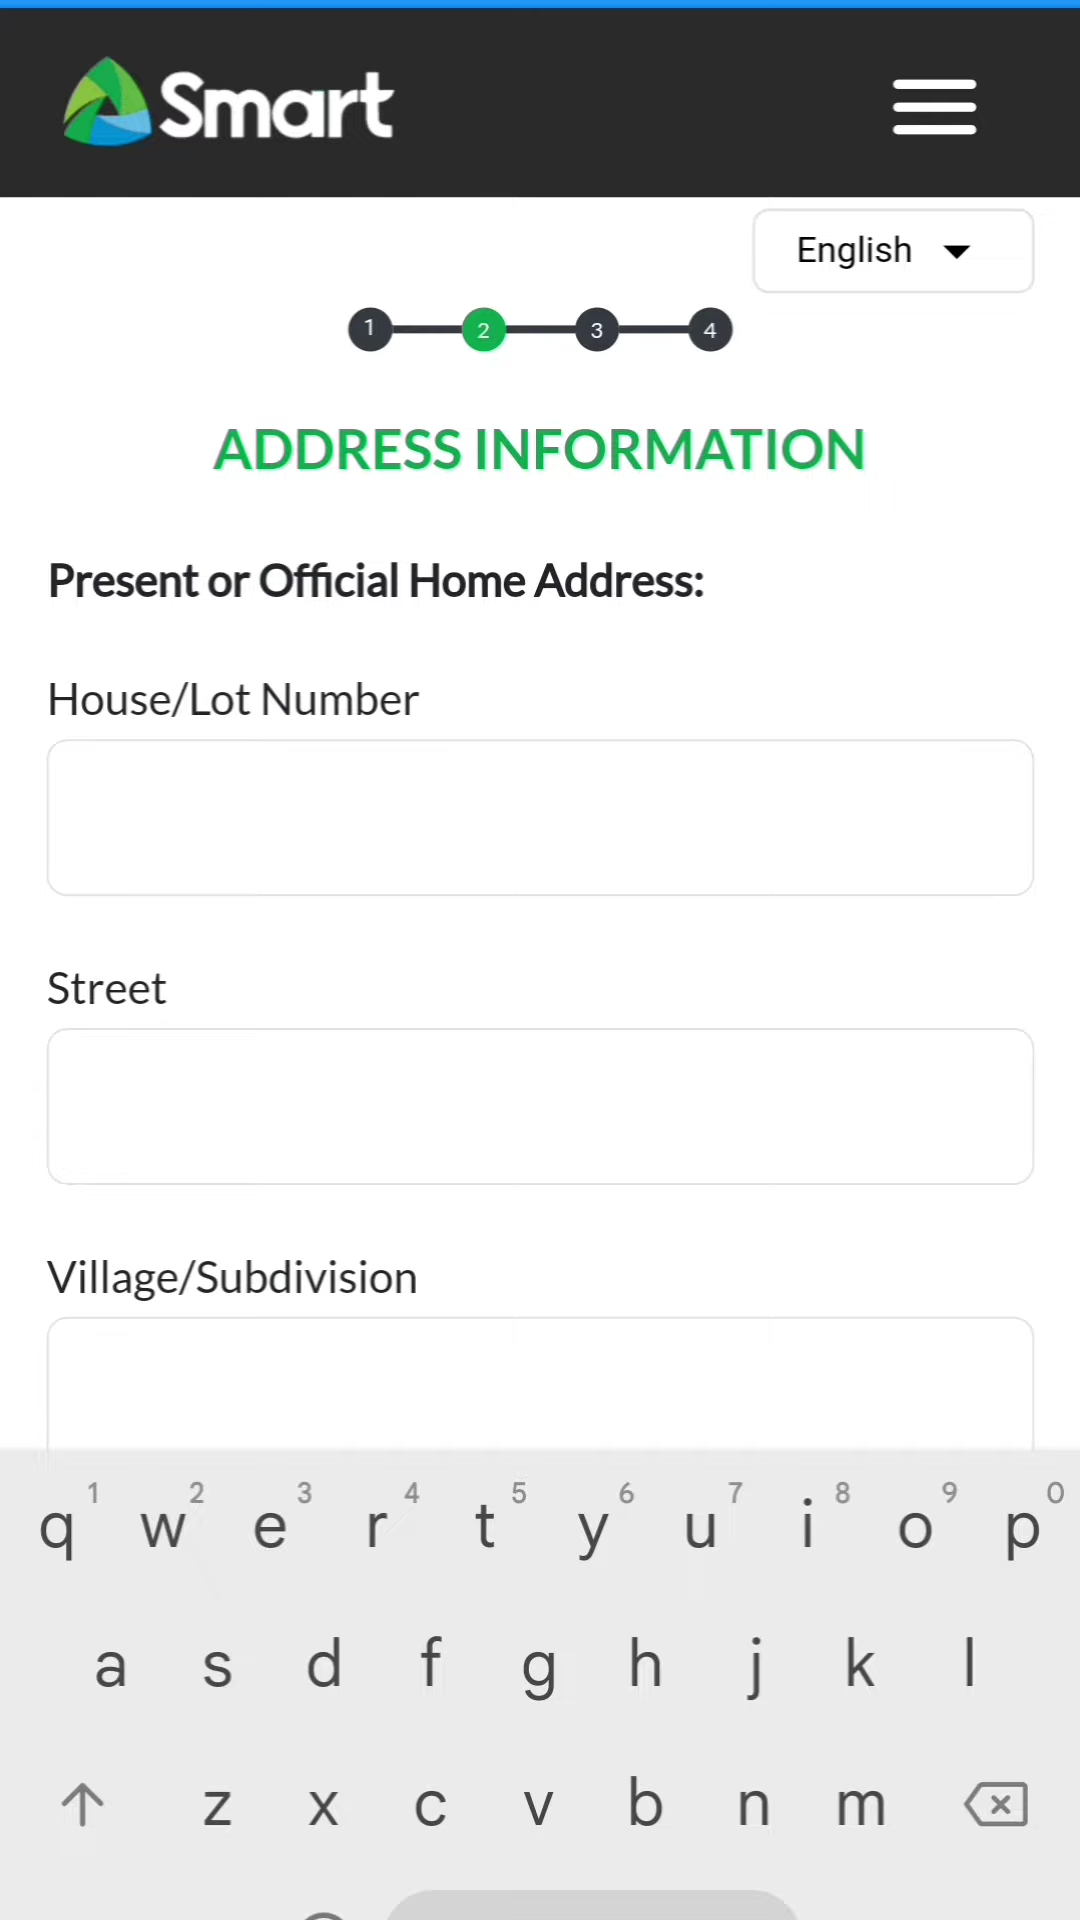 Smart
English
1 2 3 4
ADDRESS INFORMATION
Present or Official Home Address:
House/Lot Number
Street
Village/Subdivision
1 2 3 4 5 6 7 8 9 0
q w e r t y u i o p
a s d f g h j k l
z x c v b n m